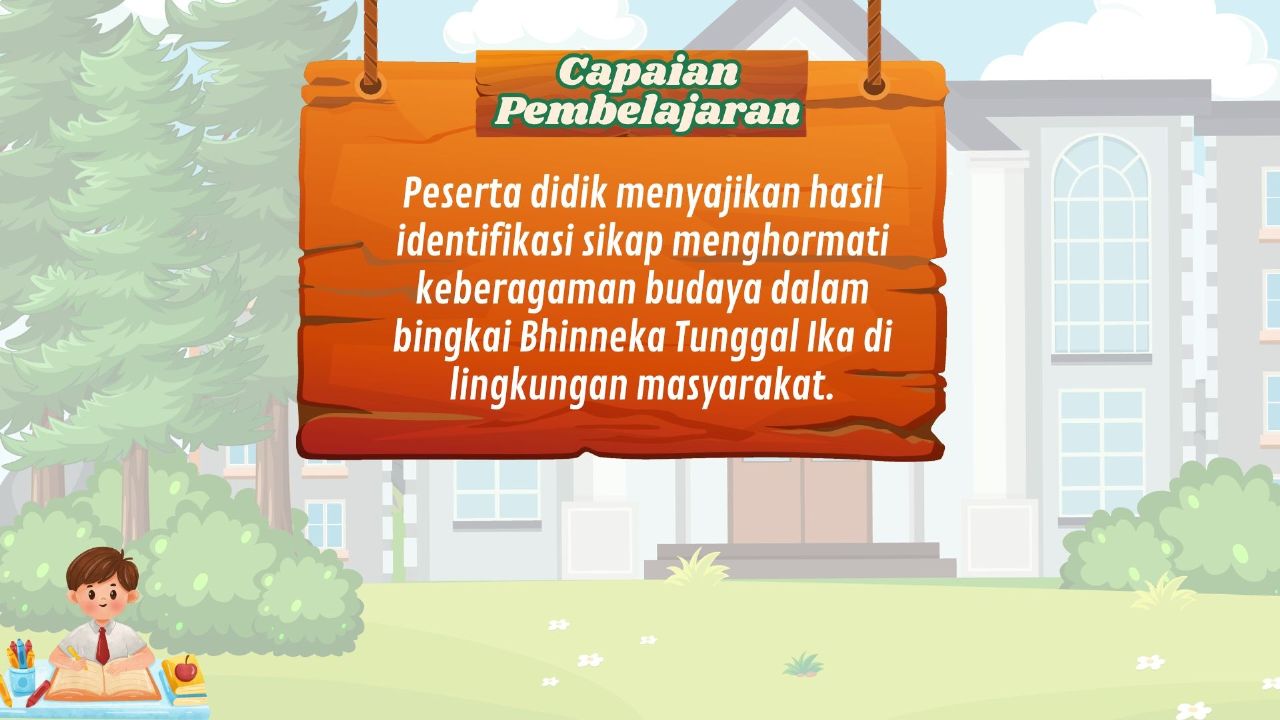 Capaian
Pembelajaran
Peserta didik menyajikan hasil
identifikasi sikap menghormati
keberagaman budaya dalam
bingkai Bhinneka Tunggal Ika di
lingkungan masyarakat.